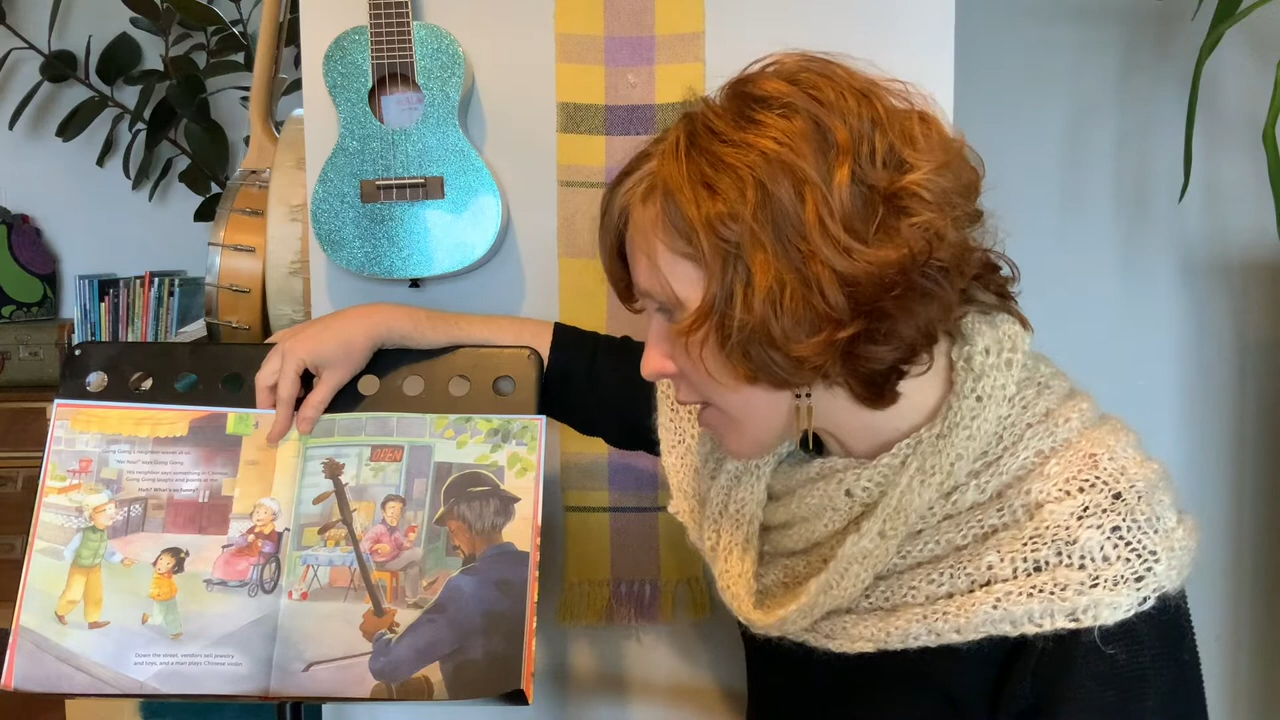 Gong Gong's neighbor waves at us.
"Nei hou!" says Gong Gong.
His neighbor says something in Chinese.
Gong Gong laughs and points at me.
Huh? What's so funny?
OPEN
Down the street, vendors sell jewelry
and toys, and a man plays Chinese violin.